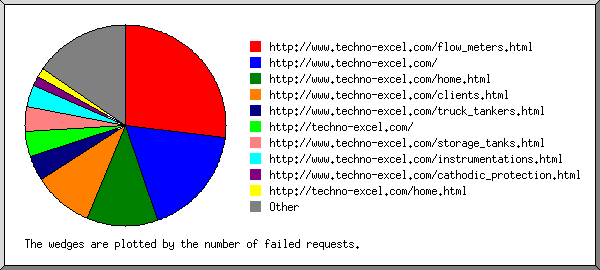 http://www.techno-excel.com/flow_meters.html
http://www.techno-excel.com/
http://www.techno-excel.com/home.html
http://www.techno-excel.com/clients.html
http://www.techno-excel.com/truck_tankers.html
http://techno-excel.com/
http://www.techno-excel.com/storage_tanks.html
http://www.techno-excel.com/instrumentations.html
http://www.techno-excel.com/cathodic_protection.html
http://techno-excel.com/home.html
Other
The wedges are plotted by the number of failed requests.